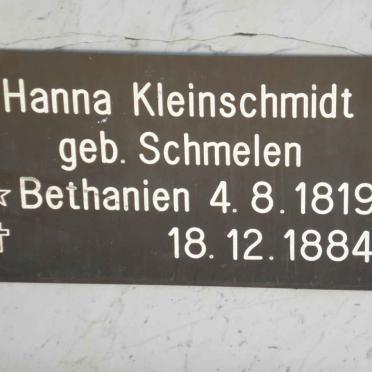 Hanna Kleinschmidt
geb. Schmelen
☆ Bethanien 4. 8. 1819
✝ 18. 12. 1884